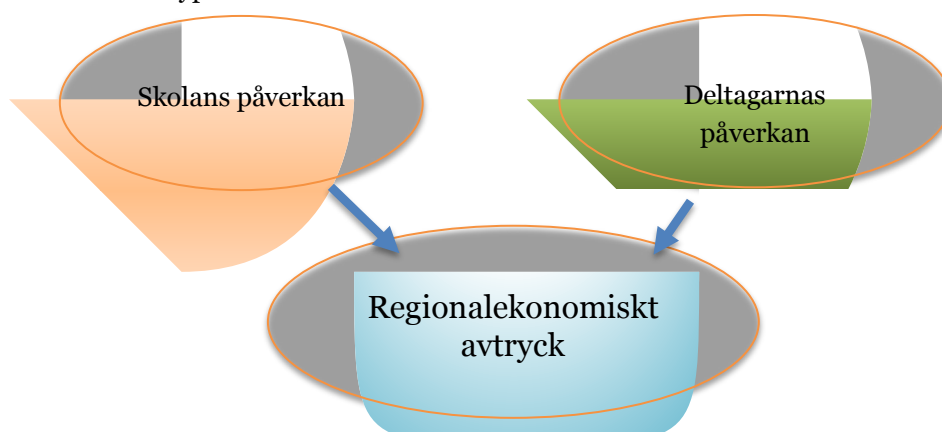 Skolans påverkan
Deltagarnas
påverkan
Regionalekonomiskt
avtryck